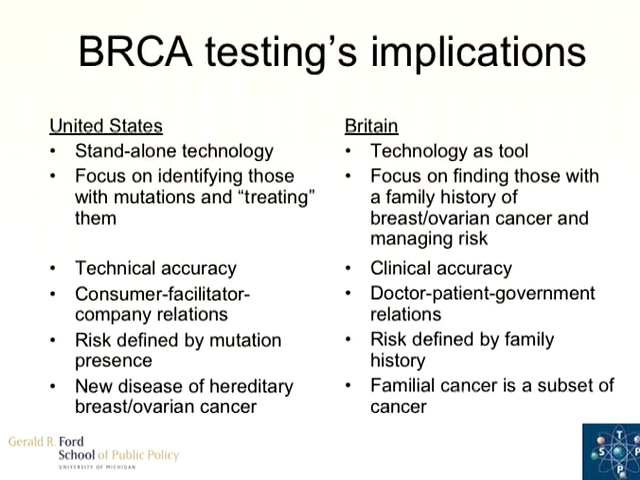 BRCA testing’s implications
United States
• Stand-alone technology
• Focus on identifying those
with mutations and “treating”
them
• Technical accuracy
• Consumer-facilitator-
company relations
• Risk defined by mutation
presence
• New disease of hereditary
breast/ovarian cancer
Britain
• Technology as tool
• Focus on finding those with
a family history of
breast/ovarian cancer and
managing risk
• Clinical accuracy
• Doctor-patient-government
relations
• Risk defined by family
history
• Familial cancer is a subset of
cancer
Gerald R. Ford
School of Public Policy
UNIVERSITY OF MICHIGAN
T
S P
P